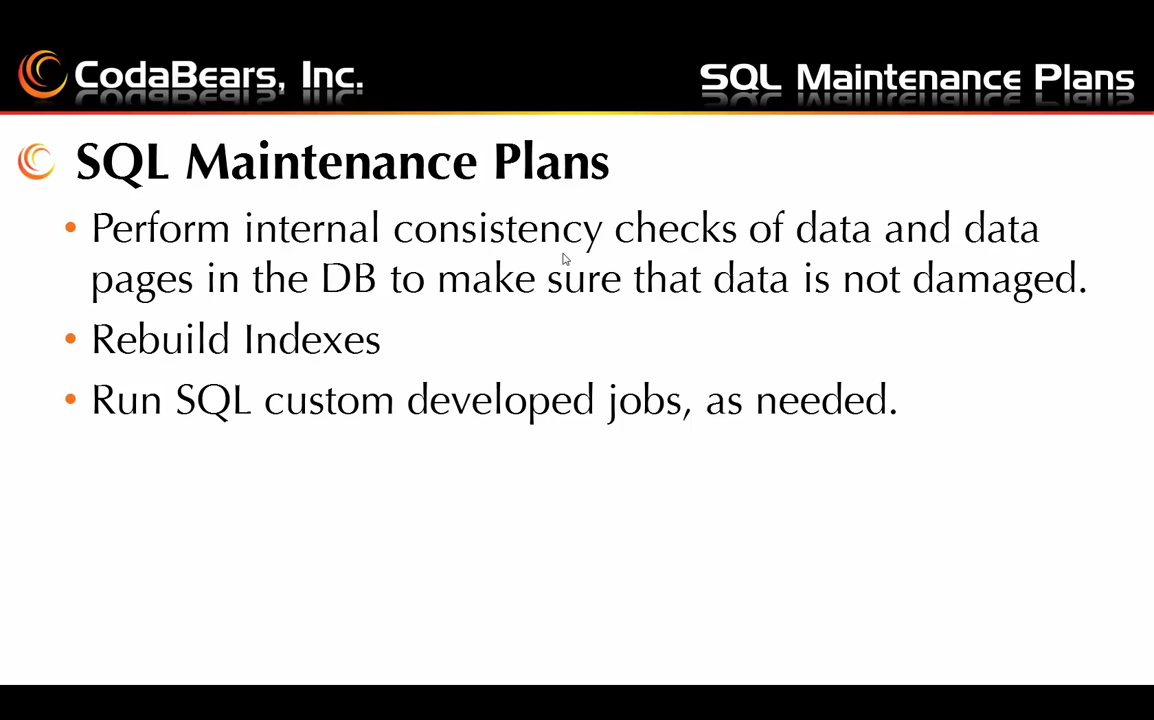 CodaBears, Inc.
SQL Maintenance Plans
SQL Maintenance Plans
• Perform internal consistency checks of data and data
pages in the DB to make sure that data is not damaged.
• Rebuild Indexes
• Run SQL custom developed jobs, as needed.